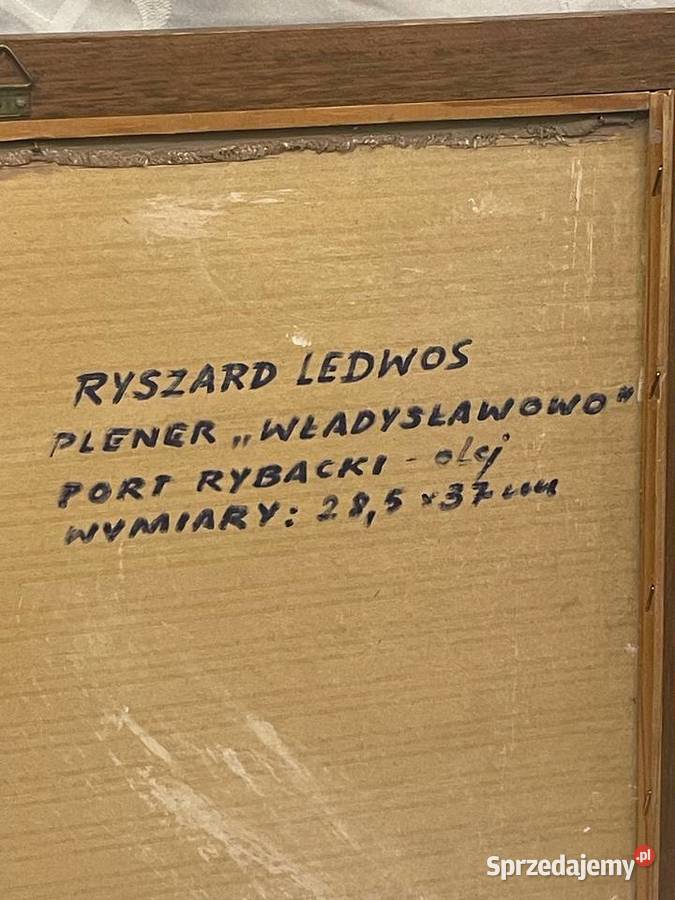 RYSZARD LEDWOS
PLENER „WŁADYSŁAWOWO"
PORT RYBACKI - olej
WYMIARY: 28,5 x 37 cm
Sprzedajemy.pl